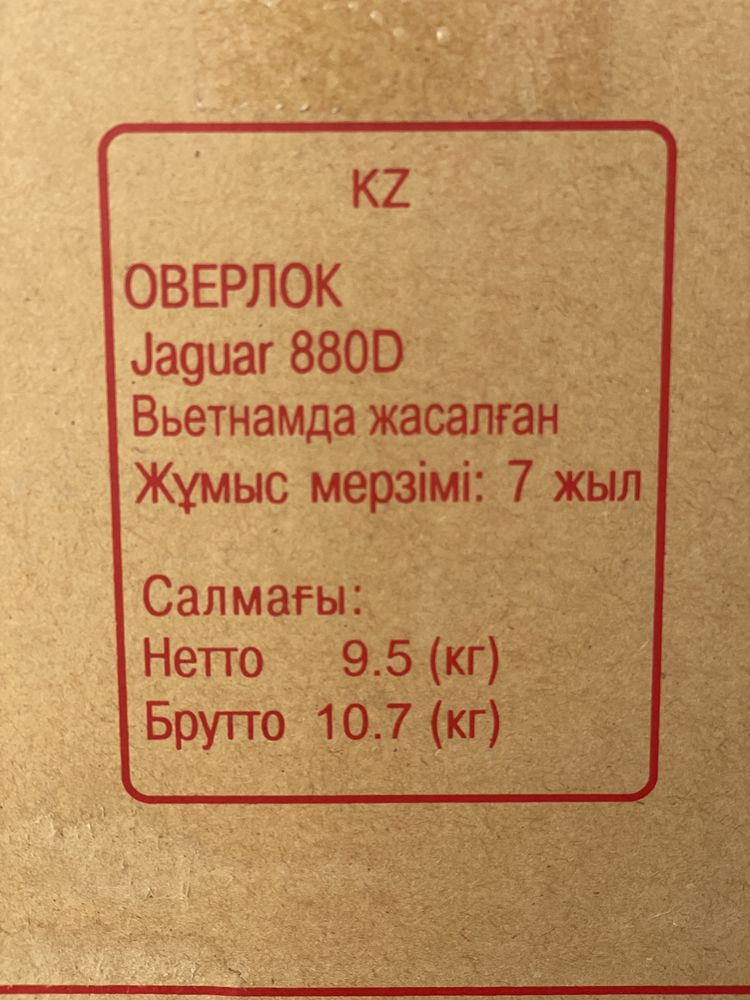 KZ
ОВЕРЛОК
Jaguar 880D
Вьетнамда жасалған
Жұмыс мерзімі: 7 жыл
Салмағы:
Нетто 9.5 (кг)
Брутто 10.7 (кг)